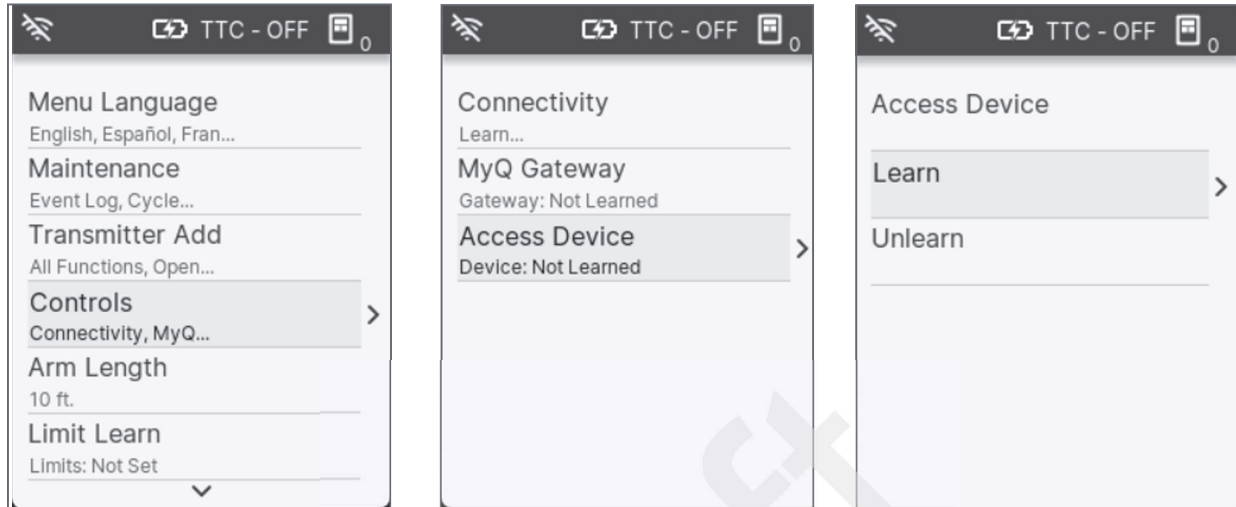 TTC - OFF 0
Menu Language
English, Español, Fran...
Maintenance
Event Log, Cycle...
Transmitter Add
All Functions, Open...
Controls
Connectivity, MyQ...
Arm Length
10 ft.
Limit Learn
Limits: Not Set
TTC - OFF 0
Connectivity
Learn...
MyQ Gateway
Gateway: Not Learned
Access Device
Device: Not Learned
TTC - OFF 0
Access Device
Learn
Unlearn